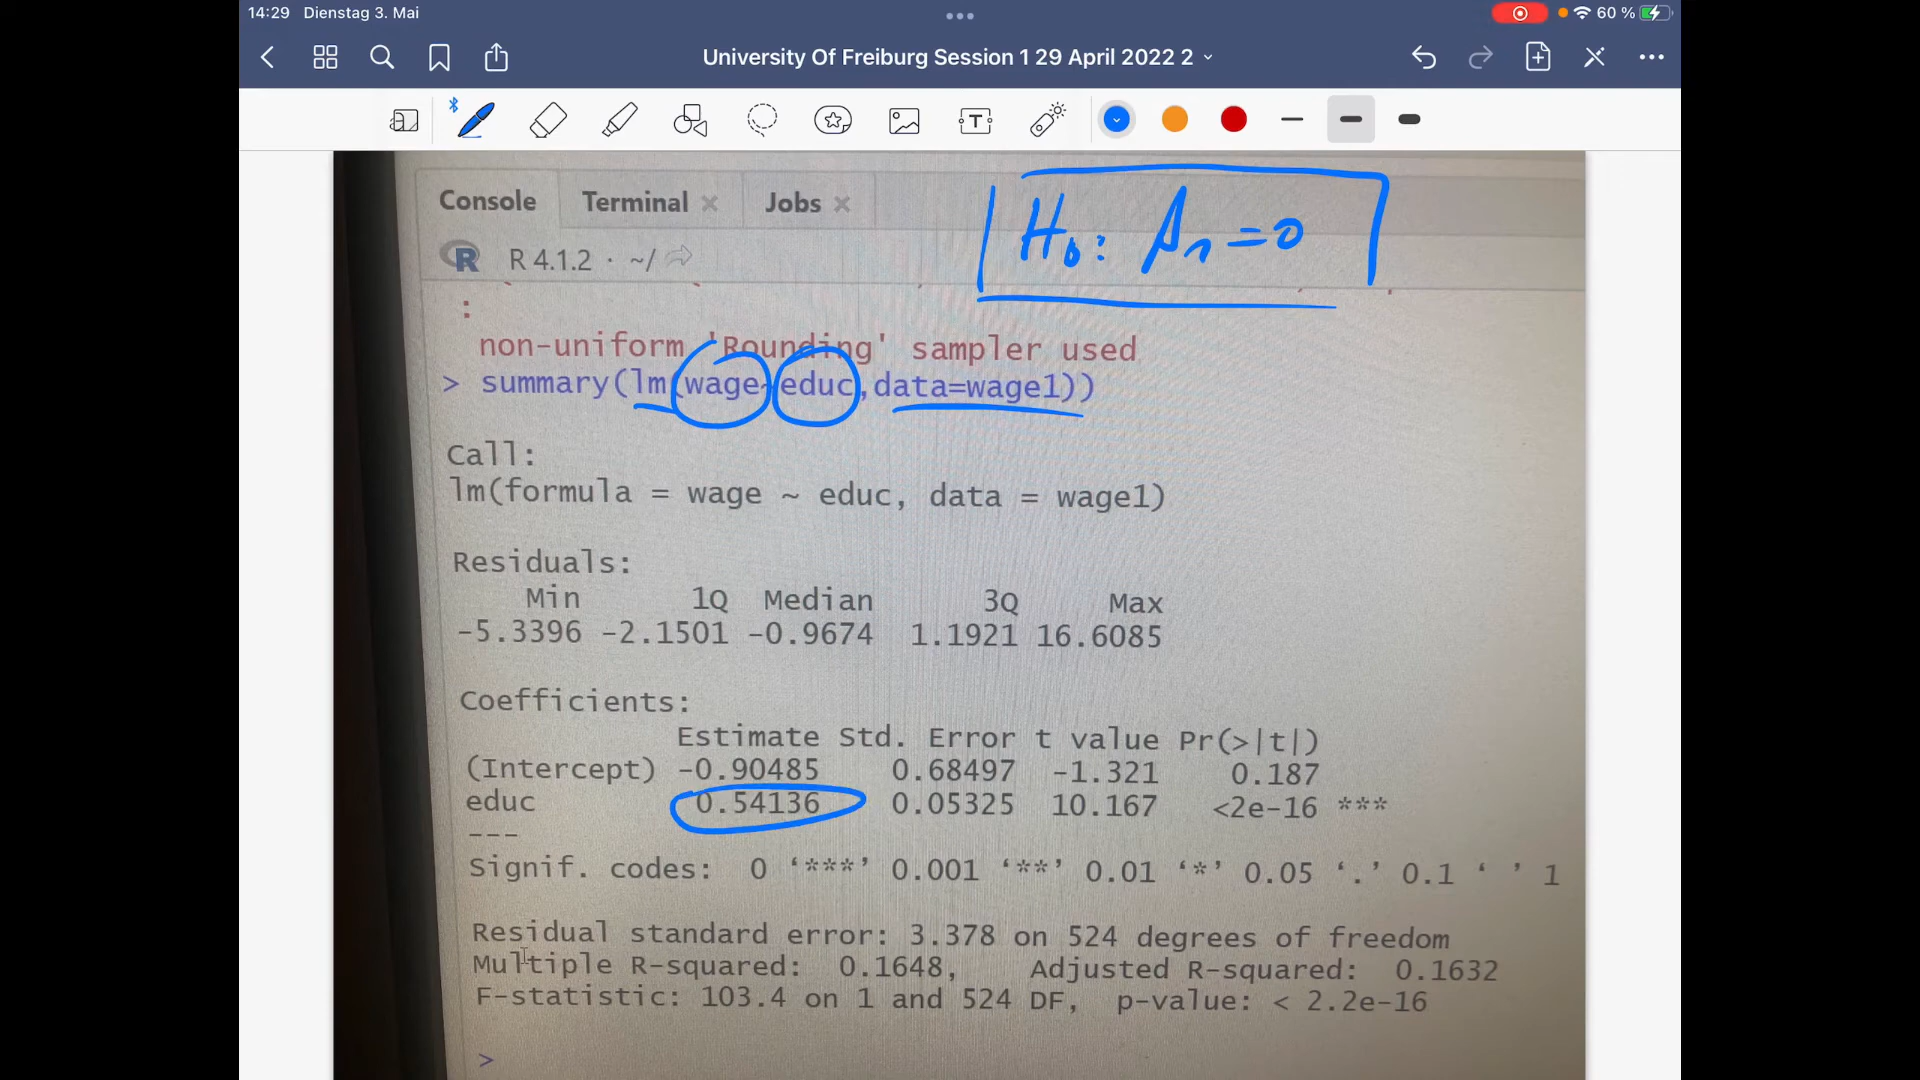 14:29 Dienstag 3. Mai
60 %
University Of Freiburg Session 1 29 April 2022 2
a
T
Console Terminal Jobs
H0: β1=0
R R 4.1.2 · ~/
:
non-uniform 'Rounding' sampler used
> summary(lm(wage~educ,data=wage1))
Call:
lm(formula = wage ~ educ, data = wage1)
Residuals:
Min 1Q Median 3Q Max
-5.3396 -2.1501 -0.9674 1.1921 16.6085
Coefficients:
Estimate Std. Error t value Pr(>|t|)
(Intercept) -0.90485 0.68497 -1.321 0.187
educ 0.54136 0.05325 10.167 <2e-16 ***
---
Signif. codes: 0 ‘***’ 0.001 ‘**’ 0.01 ‘*’ 0.05 ‘.’ 0.1 ‘ ’ 1
Residual standard error: 3.378 on 524 degrees of freedom
Multiple R-squared: 0.1648, Adjusted R-squared: 0.1632
F-statistic: 103.4 on 1 and 524 DF, p-value: < 2.2e-16
>